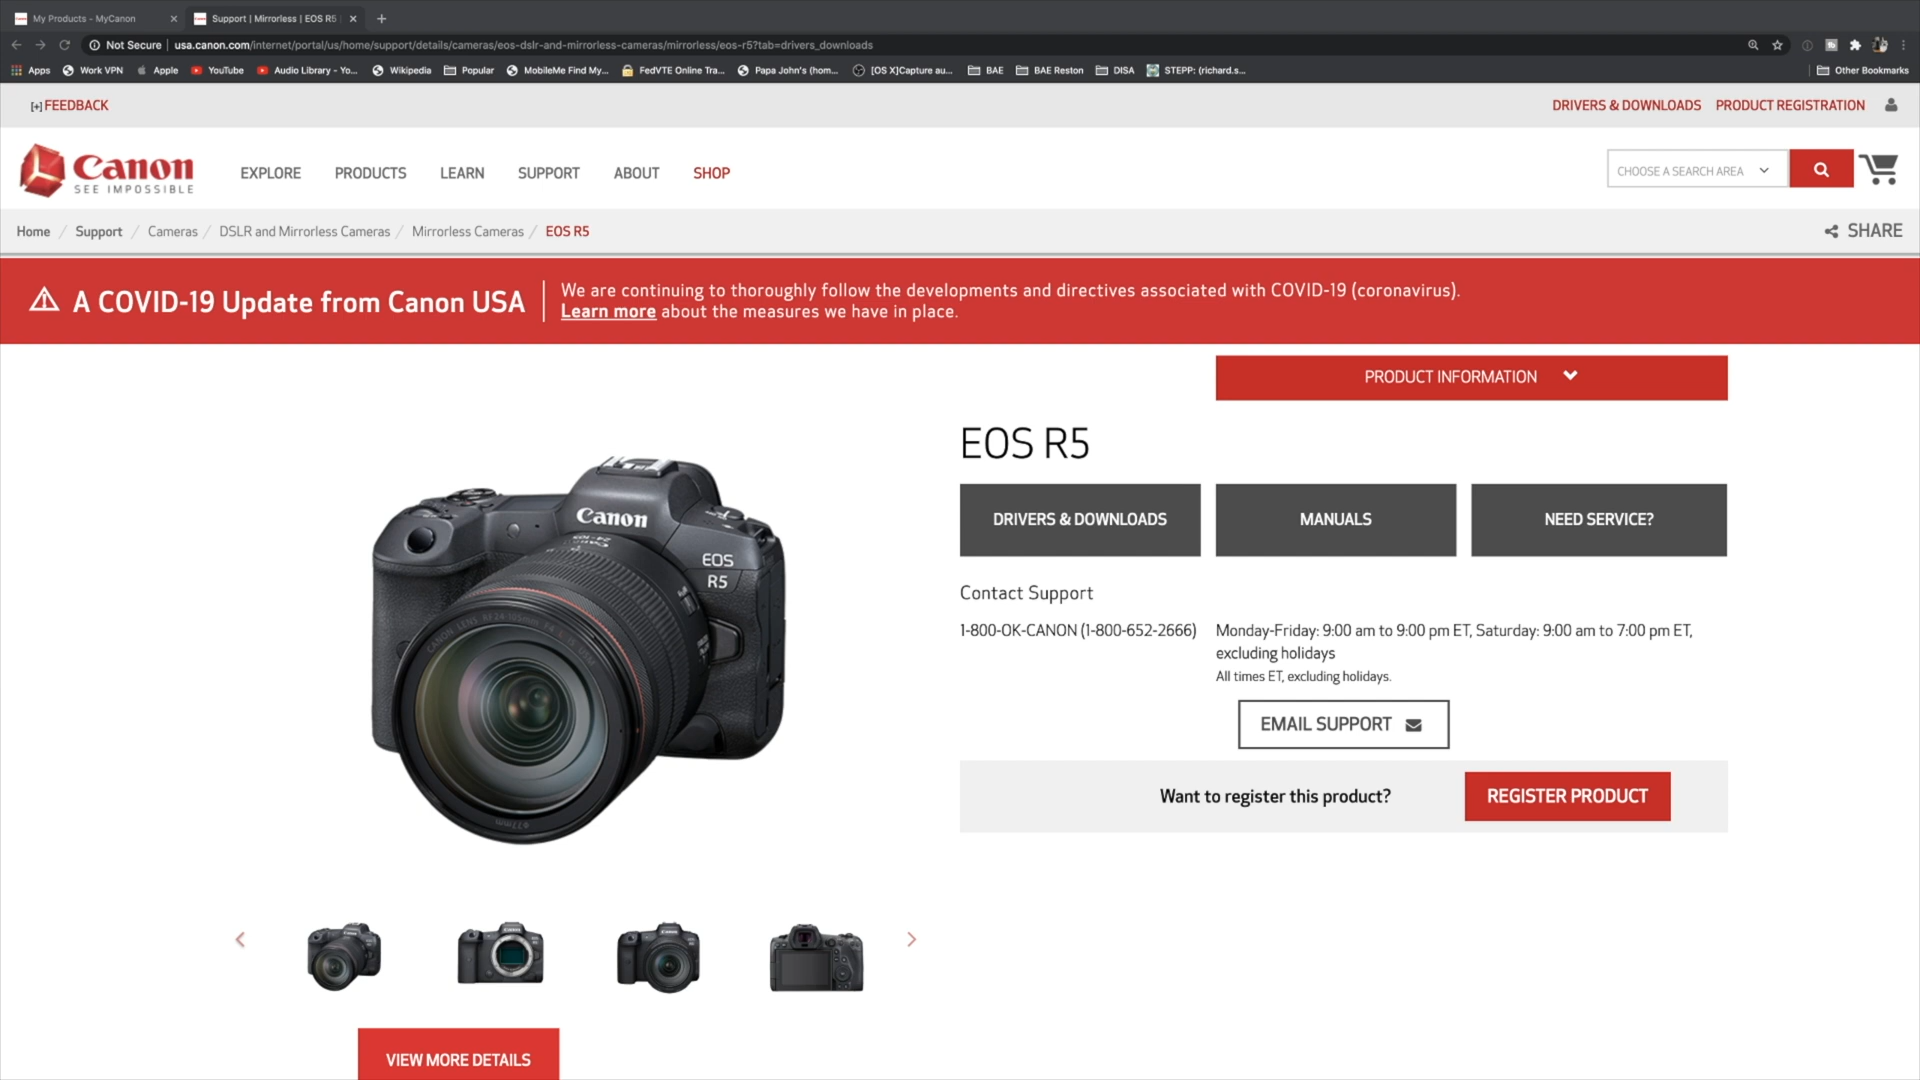 My Products - MyCanon
Support | Mirrorless | EOS R5
Not Secure | usa.canon.com/internet/portal/us/home/support/details/cameras/eos-dslr-and-mirrorless-cameras/mirrorless/eos-r5?tab=drivers_downloads
Apps Work VPN Apple YouTube Audio Library - Yo... Wikipedia Popular MobileMe Find My... FedVTE Online Tra... Papa John's (hom... [OS X]Capture au... BAE BAE Reston DISA STEPP: (richard.s... Other Bookmarks
[+] FEEDBACK
DRIVERS & DOWNLOADS PRODUCT REGISTRATION
Canon
SEE IMPOSSIBLE
EXPLORE PRODUCTS LEARN SUPPORT ABOUT SHOP
CHOOSE A SEARCH AREA
Home / Support / Cameras / DSLR and Mirrorless Cameras / Mirrorless Cameras / EOS R5
SHARE
A COVID-19 Update from Canon USA
We are continuing to thoroughly follow the developments and directives associated with COVID-19 (coronavirus).
Learn more about the measures we have in place.
PRODUCT INFORMATION
EOS R5
DRIVERS & DOWNLOADS
MANUALS
NEED SERVICE?
Contact Support
1-800-OK-CANON (1-800-652-2666)
Monday-Friday: 9:00 am to 9:00 pm ET, Saturday: 9:00 am to 7:00 pm ET,
excluding holidays
All times ET, excluding holidays.
EMAIL SUPPORT
Want to register this product?
REGISTER PRODUCT
Canon
EOS
R5
24-105
CANON LENS RF24-105mm F4 L IS USM
VIEW MORE DETAILS